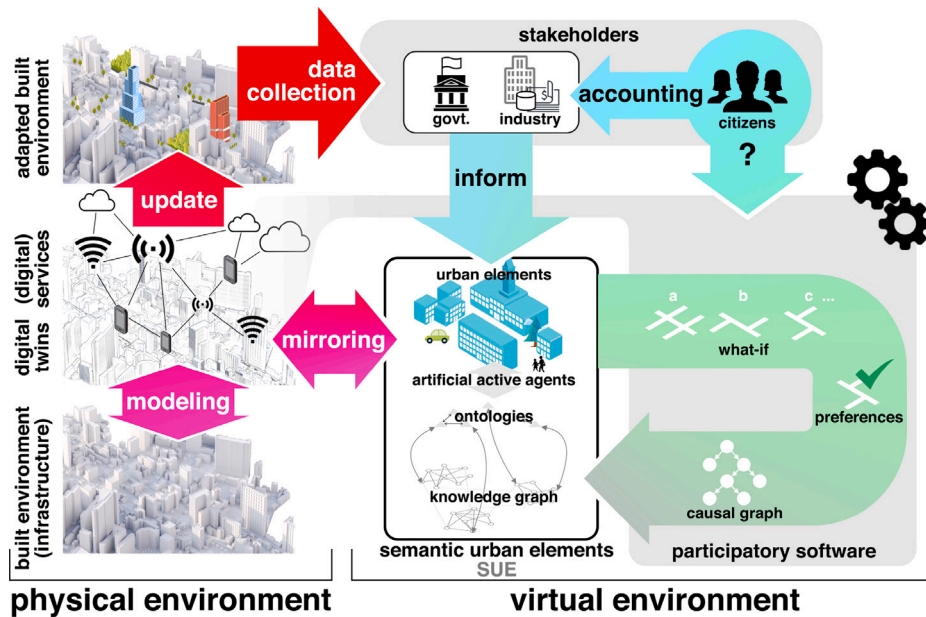 adapted built
environment
data
collection
stakeholders
govt.
industry
accounting
citizens
?
update
inform
(digital)
services
digital
twins
mirroring
urban elements
artificial active agents
a
b
c ...
what-if
preferences
modeling
ontologies
knowledge graph
causal graph
built environment
(infrastructure)
semantic urban elements
SUE
participatory software
physical environment
virtual environment